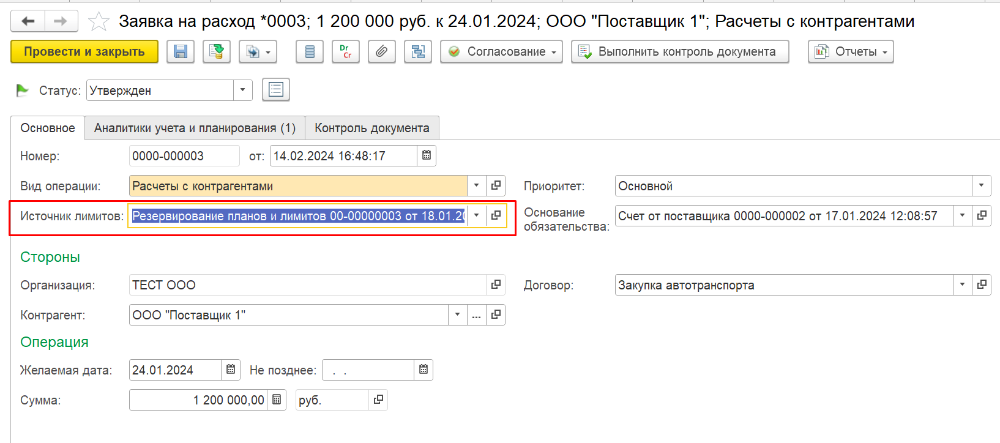 Заявка на расход *0003; 1 200 000 руб. к 24.01.2024; ООО "Поставщик 1"; Расчеты с контрагентами
Провести и закрыть Dr Cr Согласование Выполнить контроль документа Отчеты
Статус: Утвержден
Основное Аналитики учета и планирования (1) Контроль документа
Номер: 0000-000003 от: 14.02.2024 16:48:17
Вид операции: Расчеты с контрагентами Приоритет: Основной
Источник лимитов: Резервирование планов и лимитов 00-00000003 от 18.01.20 Основание обязательства: Счет от поставщика 0000-000002 от 17.01.2024 12:08:57
Стороны
Организация: ТЕСТ ООО Договор: Закупка автотранспорта
Контрагент: ООО "Поставщик 1" ...
Операция
Желаемая дата: 24.01.2024 Не позднее: . .
Сумма: 1 200 000,00 руб.